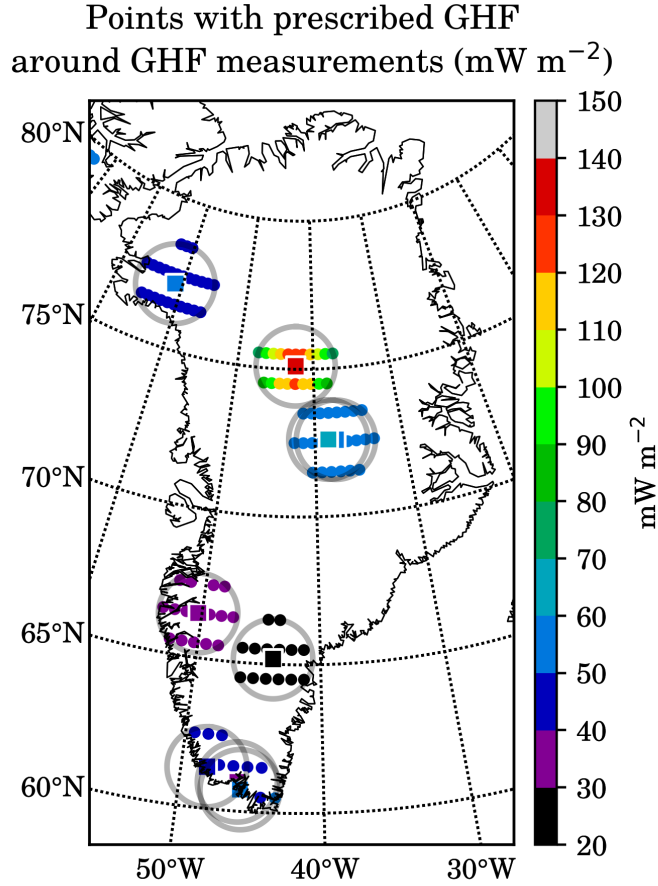 Points with prescribed GHF
around GHF measurements (mW m⁻²)
80°N
75°N
70°N
65°N
60°N
50°W
40°W
30°W
150
140
130
120
110
100
90
80
70
60
50
40
30
20
mW m⁻²